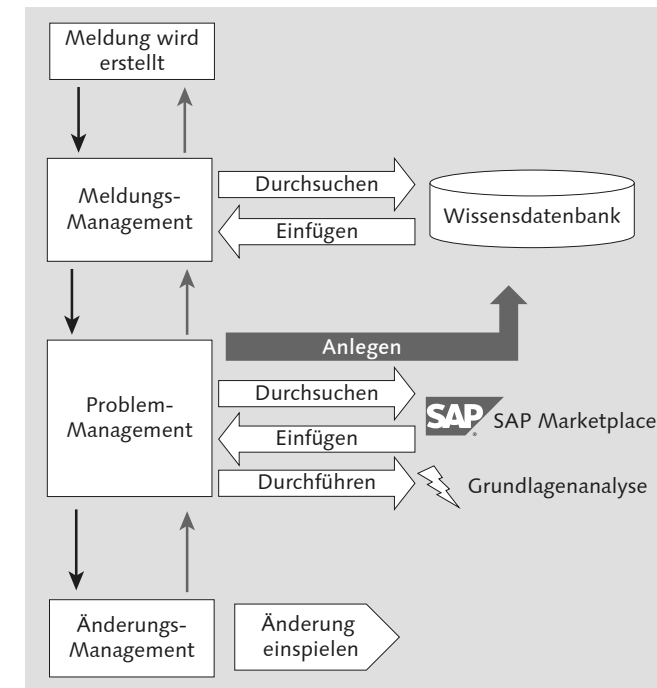 Meldung wird
erstellt
Meldungs-
Management
Durchsuchen
Einfügen
Wissensdatenbank
Anlegen
Problem-
Management
Durchsuchen
Einfügen
Durchführen
SAP
SAP Marketplace
Grundlagenanalyse
Änderungs-
Management
Änderung
einspielen